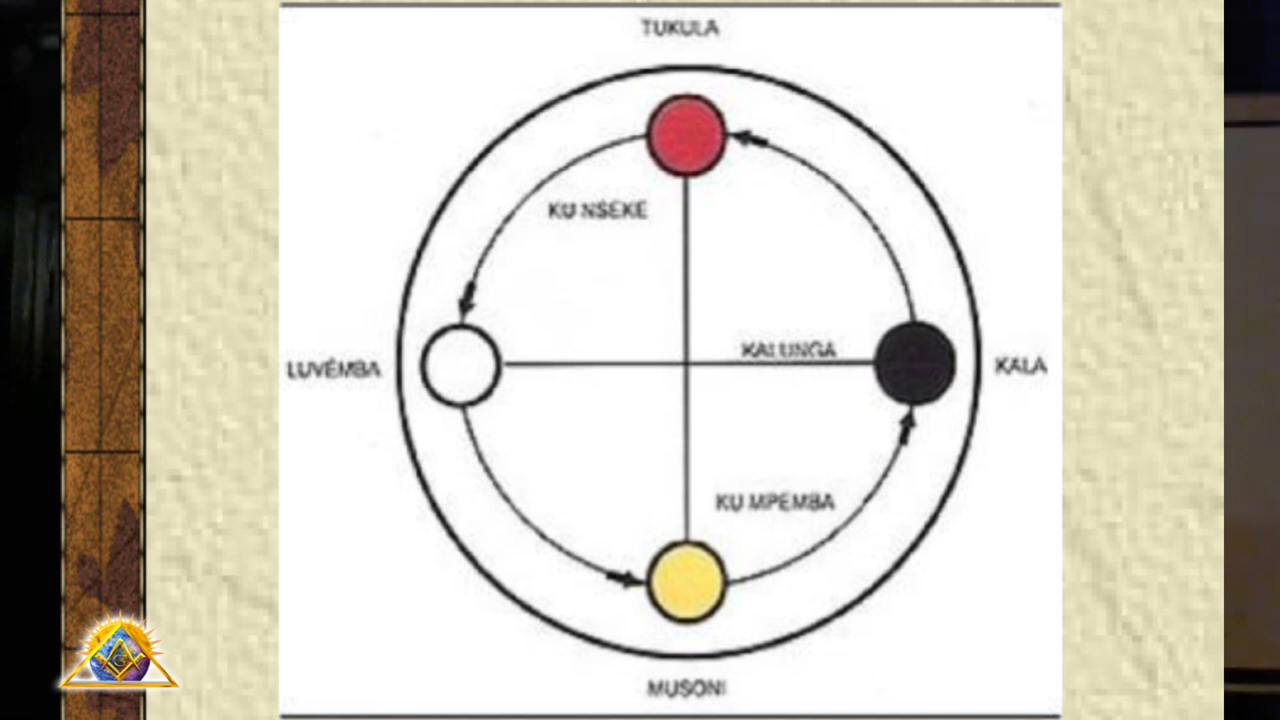 TUKULA
KU NSEKE
KALUNGA
LUVÉMBA
KALA
KU MPEMBA
MUSONI
G